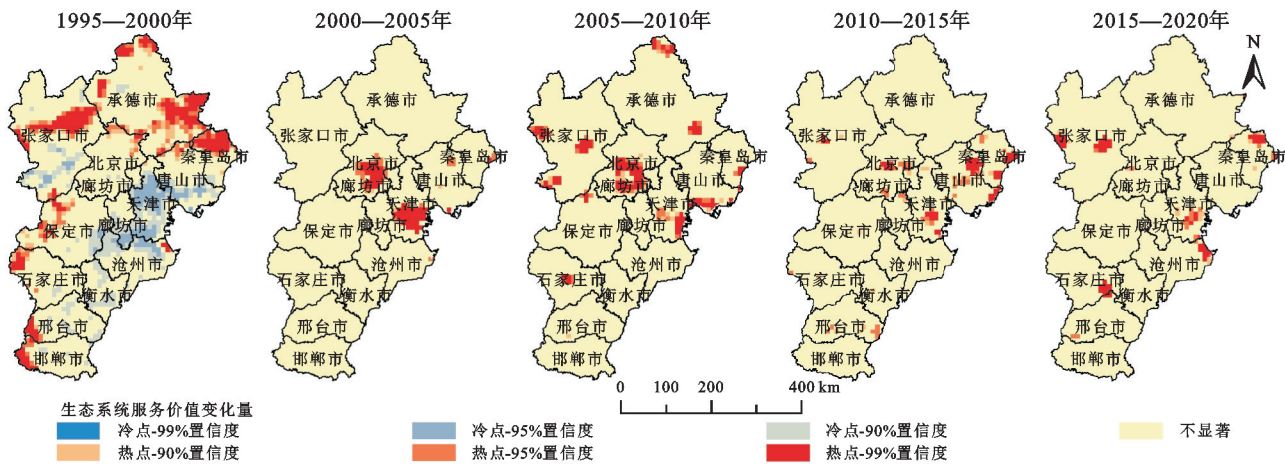 1995—2000年
2000—2005年
2005—2010年
2010—2015年
2015—2020年
N
承德市
张家口市
秦皇岛市
北京市
廊坊市
唐山市
天津市
保定市
廊坊市
沧州市
石家庄市
衡水市
邢台市
邯郸市
承德市
张家口市
秦皇岛市
北京市
廊坊市
唐山市
天津市
保定市
廊坊市
沧州市
石家庄市
衡水市
邢台市
邯郸市
承德市
张家口市
秦皇岛市
北京市
廊坊市
唐山市
天津市
保定市
廊坊市
沧州市
石家庄市
衡水市
邢台市
邯郸市
承德市
张家口市
秦皇岛市
北京市
廊坊市
唐山市
天津市
保定市
廊坊市
沧州市
石家庄市
衡水市
邢台市
邯郸市
承德市
张家口市
秦皇岛市
北京市
廊坊市
唐山市
天津市
保定市
廊坊市
沧州市
石家庄市
衡水市
邢台市
邯郸市
0 100 200 400 km
生态系统服务价值变化量
冷点-99%置信度
冷点-95%置信度
冷点-90%置信度
不显著
热点-90%置信度
热点-95%置信度
热点-99%置信度